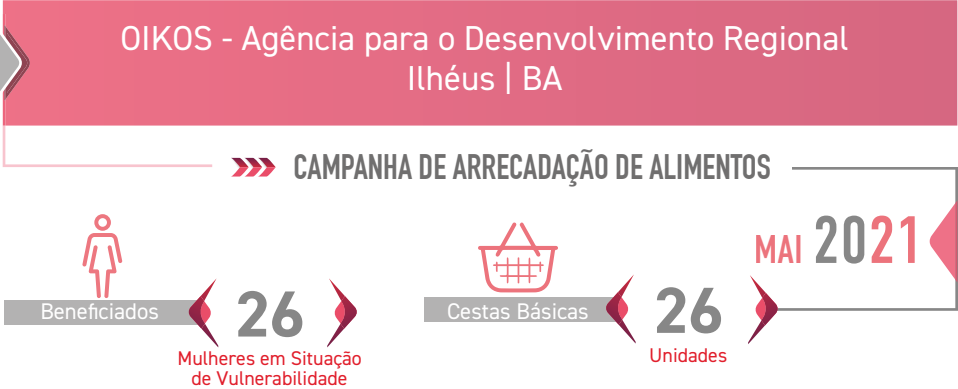 OIKOS - Agência para o Desenvolvimento Regional
Ilhéus | BA
CAMPANHA DE ARRECADAÇÃO DE ALIMENTOS
MAI 2021
Beneficiados
26
Mulheres em Situação
de Vulnerabilidade
Cestas Básicas
26
Unidades